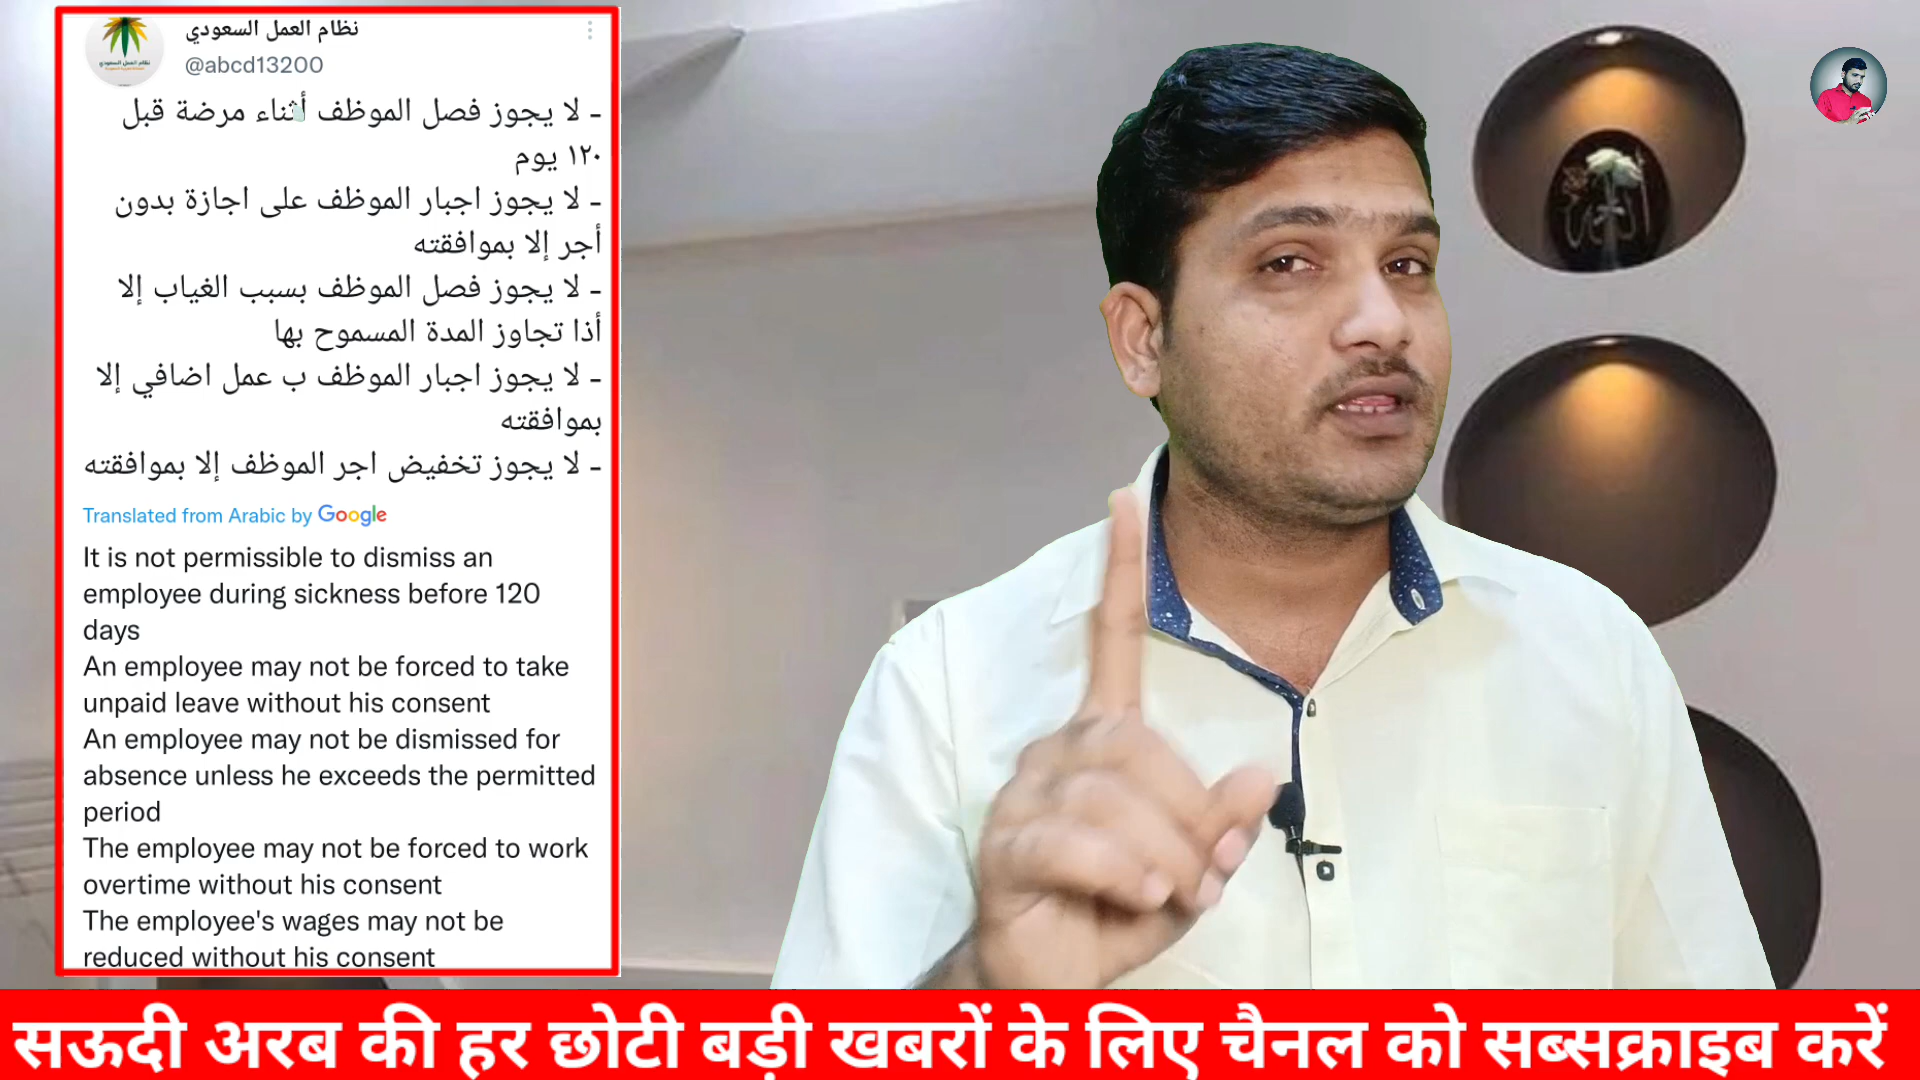 نظام العمل السعودي
@abcd13200
- لا يجوز فصل الموظف أثناء مرضة قبل
١٢٠ يوم
- لا يجوز اجبار الموظف على اجازة بدون
أجر إلا بموافقته
- لا يجوز فصل الموظف بسبب الغياب إلا
أذا تجاوز المدة المسموح بها
- لا يجوز اجبار الموظف ب عمل اضافي إلا
بموافقته
- لا يجوز تخفيض اجر الموظف إلا بموافقته
Translated from Arabic by Google
It is not permissible to dismiss an
employee during sickness before 120
days
An employee may not be forced to take
unpaid leave without his consent
An employee may not be dismissed for
absence unless he exceeds the permitted
period
The employee may not be forced to work
overtime without his consent
The employee's wages may not be
reduced without his consent
सऊदी अरब की हर छोटी बड़ी खबरों के लिए चैनल को सब्सक्राइब करें